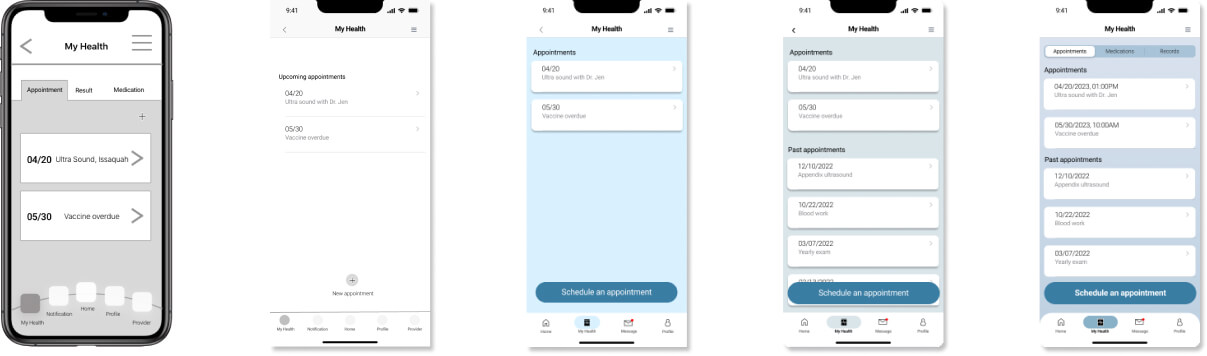 My Health
Appointment
Result
Medication
+
04/20 Ultra Sound, Issaquah
05/30 Vaccine overdue
My Health
Notification
Home
Profile
Provider
9:41
My Health
Upcoming appointments
04/20
Ultra sound with Dr. Jen
05/30
Vaccine overdue
+
New appointment
My Health
Notification
Home
Profile
Provider
9:41
My Health
Appointments
04/20
Ultra sound with Dr. Jen
05/30
Vaccine overdue
Schedule an appointment
Home
My Health
Message
Profile
9:41
My Health
Appointments
04/20
Ultra sound with Dr. Jen
05/30
Vaccine overdue
Past appointments
12/10/2022
Appendix ultrasound
10/22/2022
Blood work
03/07/2022
Yearly exam
Schedule an appointment
Home
My Health
Message
Profile
9:41
My Health
Appointments
Medications
Records
Appointments
04/20/2023, 01:00PM
Ultra sound with Dr. Jen
05/30/2023, 10:00AM
Vaccine overdue
Past appointments
12/10/2022
Appendix ultrasound
10/22/2022
Blood work
03/07/2022
Yearly exam
Schedule an appointment
Home
My Health
Message
Profile